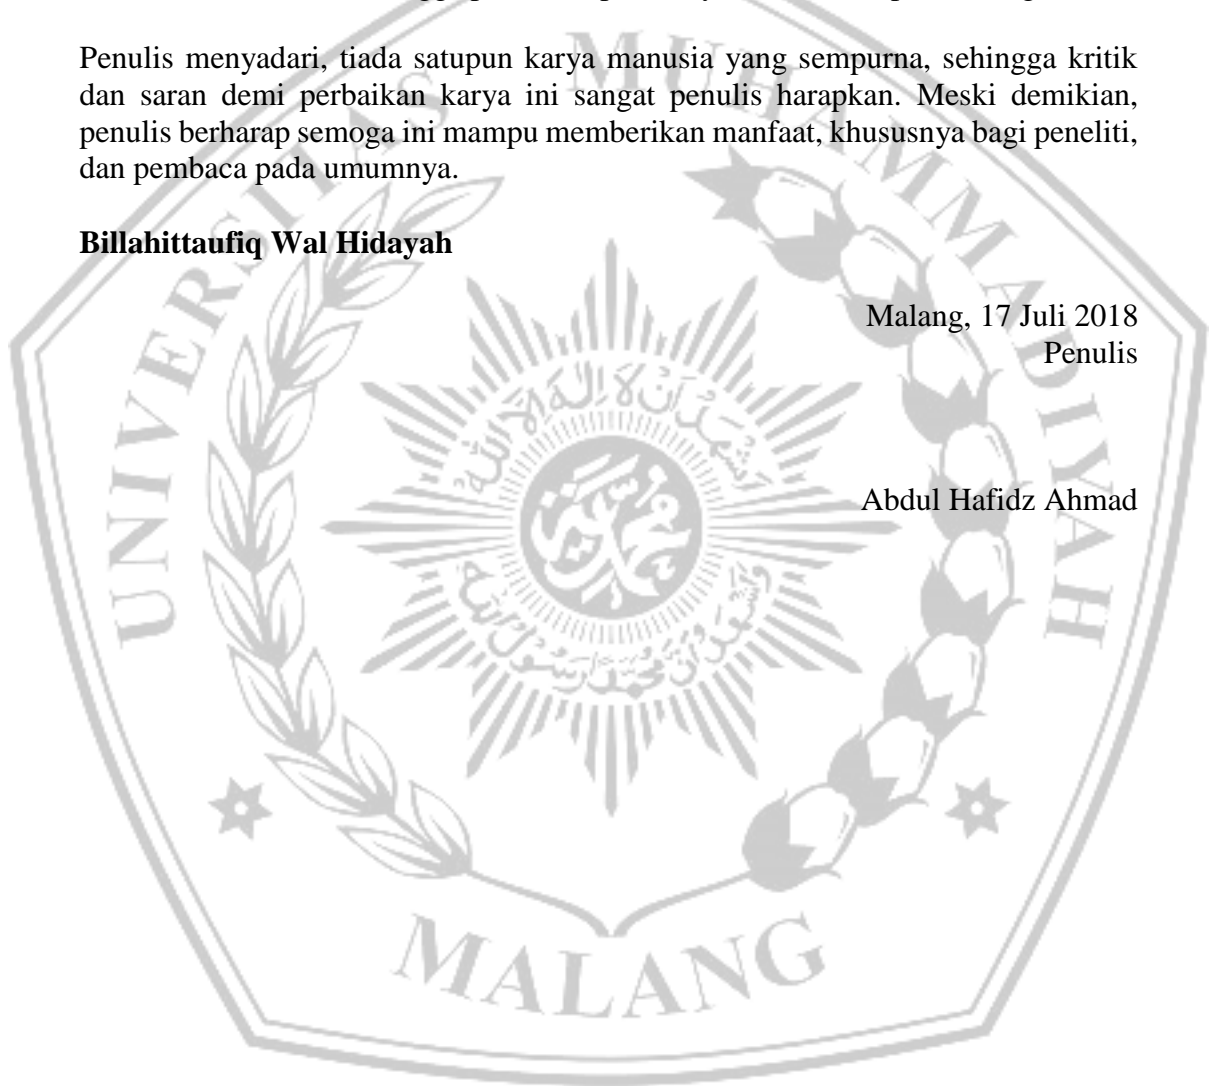 Penulis menyadari, tiada satupun karya manusia yang sempurna, sehingga kritik
dan saran demi perbaikan karya ini sangat penulis harapkan. Meski demikian,
penulis berharap semoga ini mampu memberikan manfaat, khususnya bagi peneliti,
dan pembaca pada umumnya.
Billahittaufiq Wal Hidayah
Malang, 17 Juli 2018
Penulis
Abdul Hafidz Ahmad
UNIVERSITAS MUHAMMADIYAH
MALANG